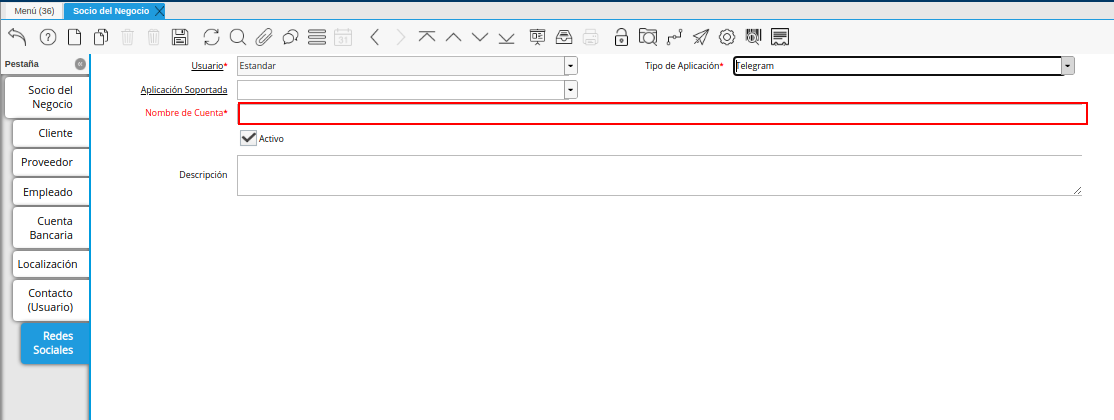 Menú (36) Socio del Negocio
31
Pestaña
Usuario* Estandar Tipo de Aplicación* Telegram
Socio del
Negocio
Aplicación Soportada
Nombre de Cuenta*
Cliente
Activo
Proveedor
Descripción
Empleado
Cuenta
Bancaria
Localización
Contacto
(Usuario)
Redes
Sociales